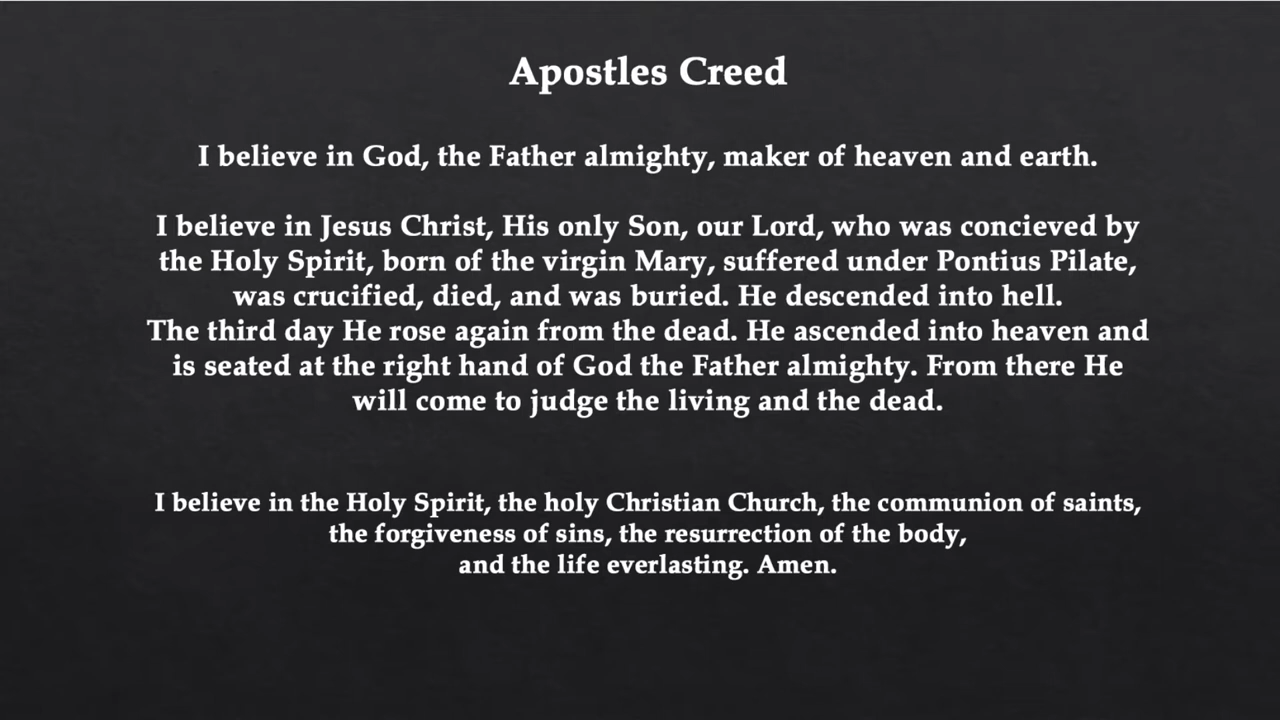 Apostles Creed
I believe in God, the Father almighty, maker of heaven and earth.
I believe in Jesus Christ, His only Son, our Lord, who was concieved by
the Holy Spirit, born of the virgin Mary, suffered under Pontius Pilate,
was crucified, died, and was buried. He descended into hell.
The third day He rose again from the dead. He ascended into heaven and
is seated at the right hand of God the Father almighty. From there He
will come to judge the living and the dead.
I believe in the Holy Spirit, the holy Christian Church, the communion of saints,
the forgiveness of sins, the resurrection of the body,
and the life everlasting. Amen.